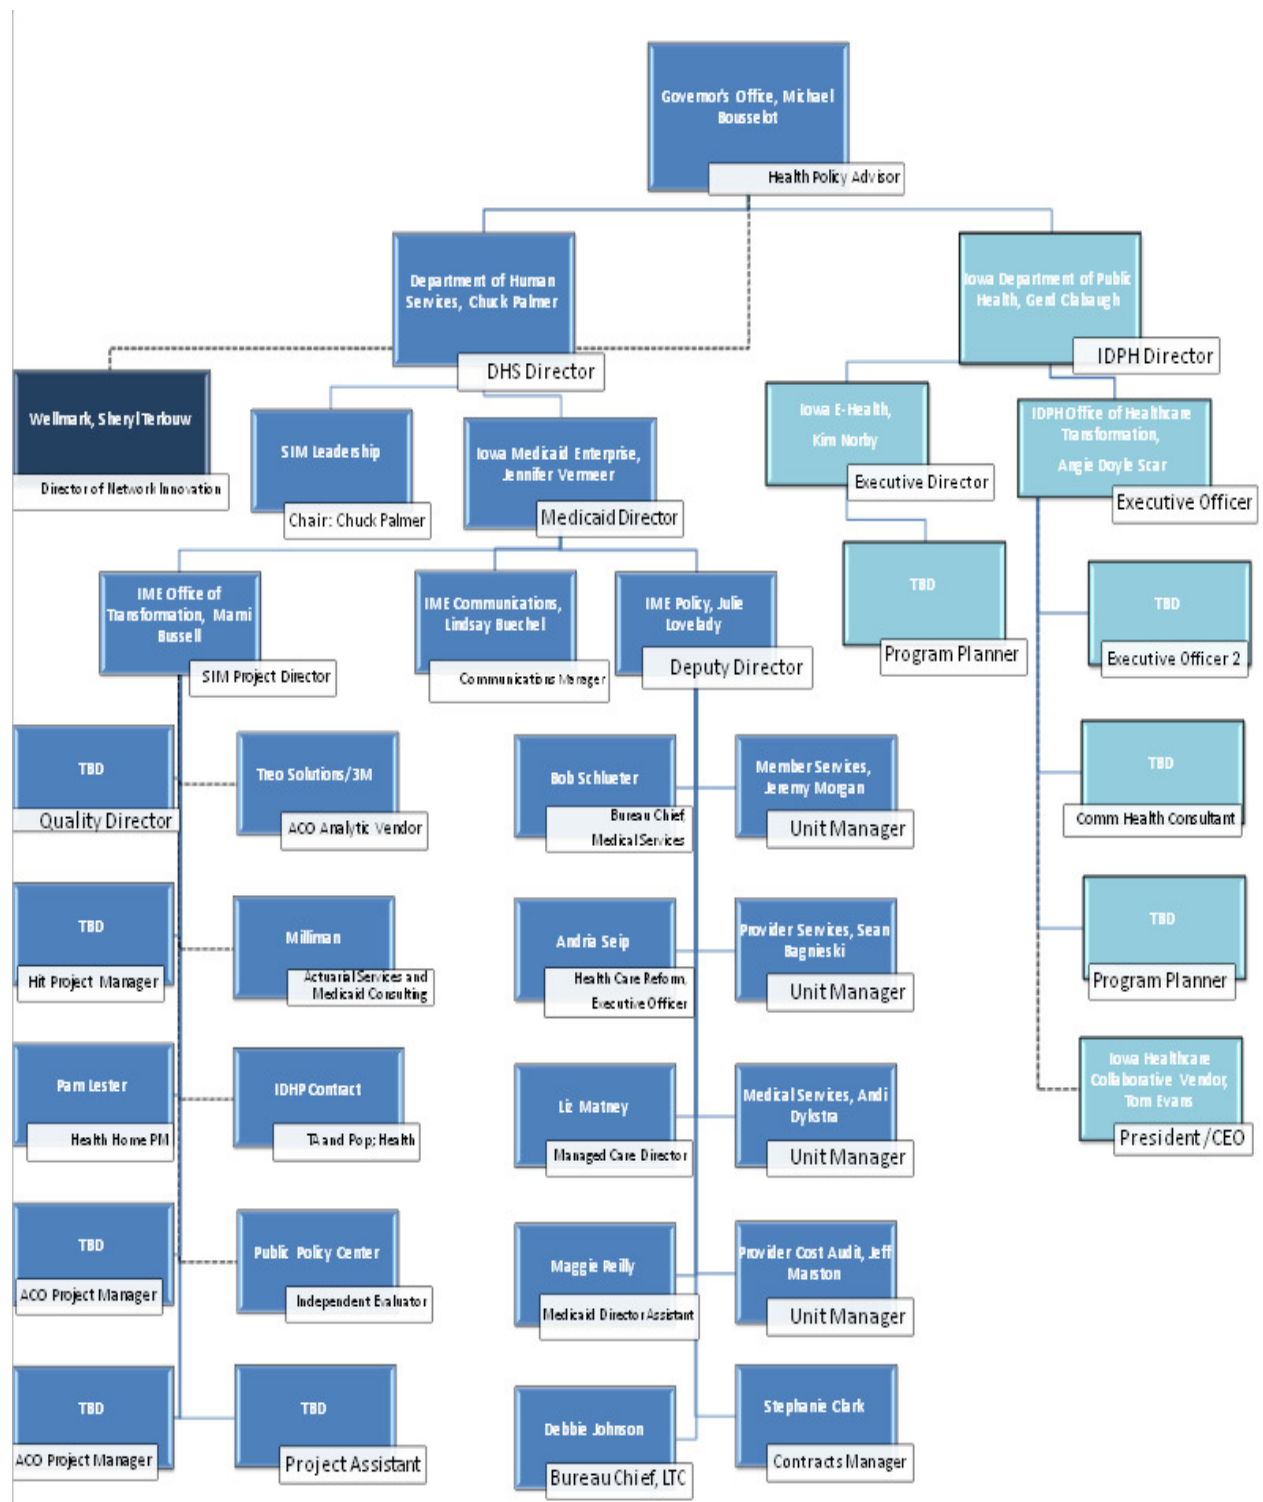 Governor's Office, Michael
Bousselot
Health Policy Advisor
Department of Human
Services, Chuck Palmer
DHS Director
Iowa Department of Public
Health, Gerd Clabaugh
IDPH Director
Wellmark, Sheryl Terlouw
Director of Network Innovation
SIM Leadership
Chair: Chuck Palmer
Iowa Medicaid Enterprise,
Jennifer Vermeer
Medicaid Director
Iowa E-Health,
Kim Norby
Executive Director
IDPH Office of Healthcare
Transformation,
Angie Doyle Scar
Executive Officer
IME Office of
Transformation, Marni
Bussell
SIM Project Director
IME Communications,
Lindsay Buechel
Communications Manager
IME Policy, Julie
Lovelady
Deputy Director
TBD
Program Planner
TBD
Executive Officer 2
TBD
Quality Director
Treo Solutions/3M
ACO Analytic Vendor
Bob Schlueter
Bureau Chief,
Medical Services
Member Services,
Jeremy Morgan
Unit Manager
TBD
Comm Health Consultant
TBD
Hit Project Manager
Milliman
Actuarial Services and
Medicaid Consulting
Andria Seip
Health Care Reform,
Executive Officer
Provider Services, Sean
Bagnieski
Unit Manager
TBD
Program Planner
Pam Lester
Health Home PM
IDHP Contract
TA and Pop; Health
Liz Matney
Managed Care Director
Medical Services, Andi
Dykstra
Unit Manager
Iowa Healthcare
Collaborative Vendor,
Tom Evans
President /CEO
TBD
ACO Project Manager
Public Policy Center
Independent Evaluator
Maggie Reilly
Medicaid Director Assistant
Provider Cost Audit, Jeff
Marston
Unit Manager
TBD
ACO Project Manager
TBD
Project Assistant
Debbie Johnson
Bureau Chief, LTC
Stephanie Clark
Contracts Manager